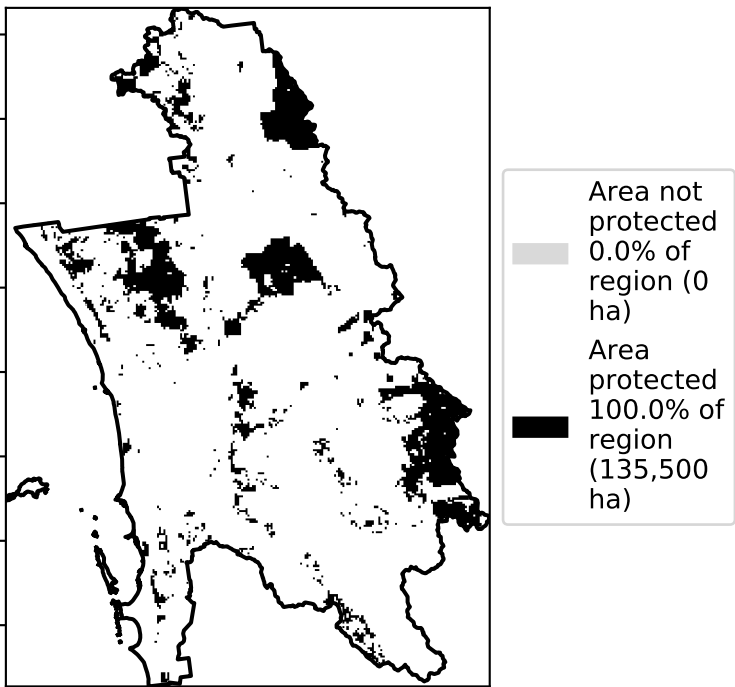 Area not
protected
0.0% of
region (0
ha)
Area
protected
100.0% of
region
(135,500
ha)